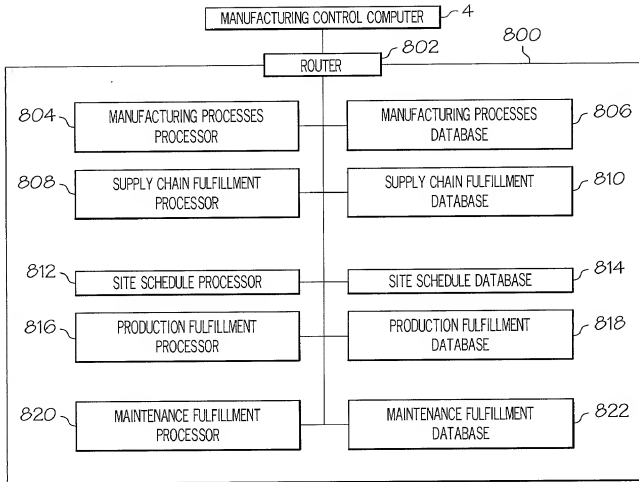 MANUFACTURING CONTROL COMPUTER 4
ROUTER 802 800
804 MANUFACTURING PROCESSES PROCESSOR
MANUFACTURING PROCESSES DATABASE 806
808 SUPPLY CHAIN FULFILLMENT PROCESSOR
SUPPLY CHAIN FULFILLMENT DATABASE 810
812 SITE SCHEDULE PROCESSOR
SITE SCHEDULE DATABASE 814
816 PRODUCTION FULFILLMENT PROCESSOR
PRODUCTION FULFILLMENT DATABASE 818
820 MAINTENANCE FULFILLMENT PROCESSOR
MAINTENANCE FULFILLMENT DATABASE 822